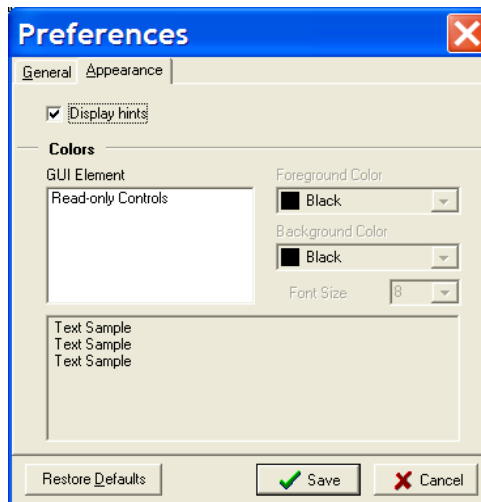 Preferences
General Appearance
Display hints
Colors
GUI Element
Read-only Controls
Foreground Color
Black
Background Color
Black
Font Size 8
Text Sample
Text Sample
Text Sample
Restore Defaults Save Cancel